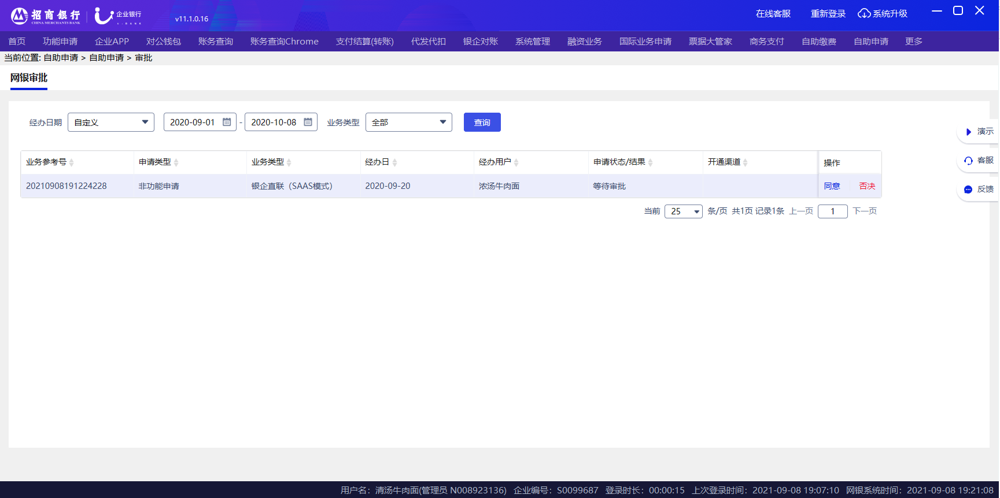 招商银行 CHINA MERCHANTS BANK 企业银行 U-BANK v11.1.0.16 在线客服 重新登录 系统升级
首页 功能申请 企业APP 对公钱包 账务查询 账务查询Chrome 支付结算(转账) 代发代扣 银企对账 系统管理 融资业务 国际业务申请 票据大管家 商务支付 自助缴费 自助申请 更多
当前位置: 自助申请 > 自助申请 > 审批
网银审批
经办日期 自定义 2020-09-01 - 2020-10-08 业务类型 全部 查询
演示
客服
反馈
业务参考号 申请类型 业务类型 经办日 经办用户 申请状态/结果 开通渠道 操作
20210908191224228 非功能申请 银企直联（SAAS模式） 2020-09-20 浓汤牛肉面 等待审批 同意 否决
当前 25 条/页 共1页 记录1条 上一页 1 下一页
用户名：清汤牛肉面(管理员 N008923136) 企业编号：S0099687 登录时长：00:00:15 上次登录时间：2021-09-08 19:07:10 网银系统时间：2021-09-08 19:21:08